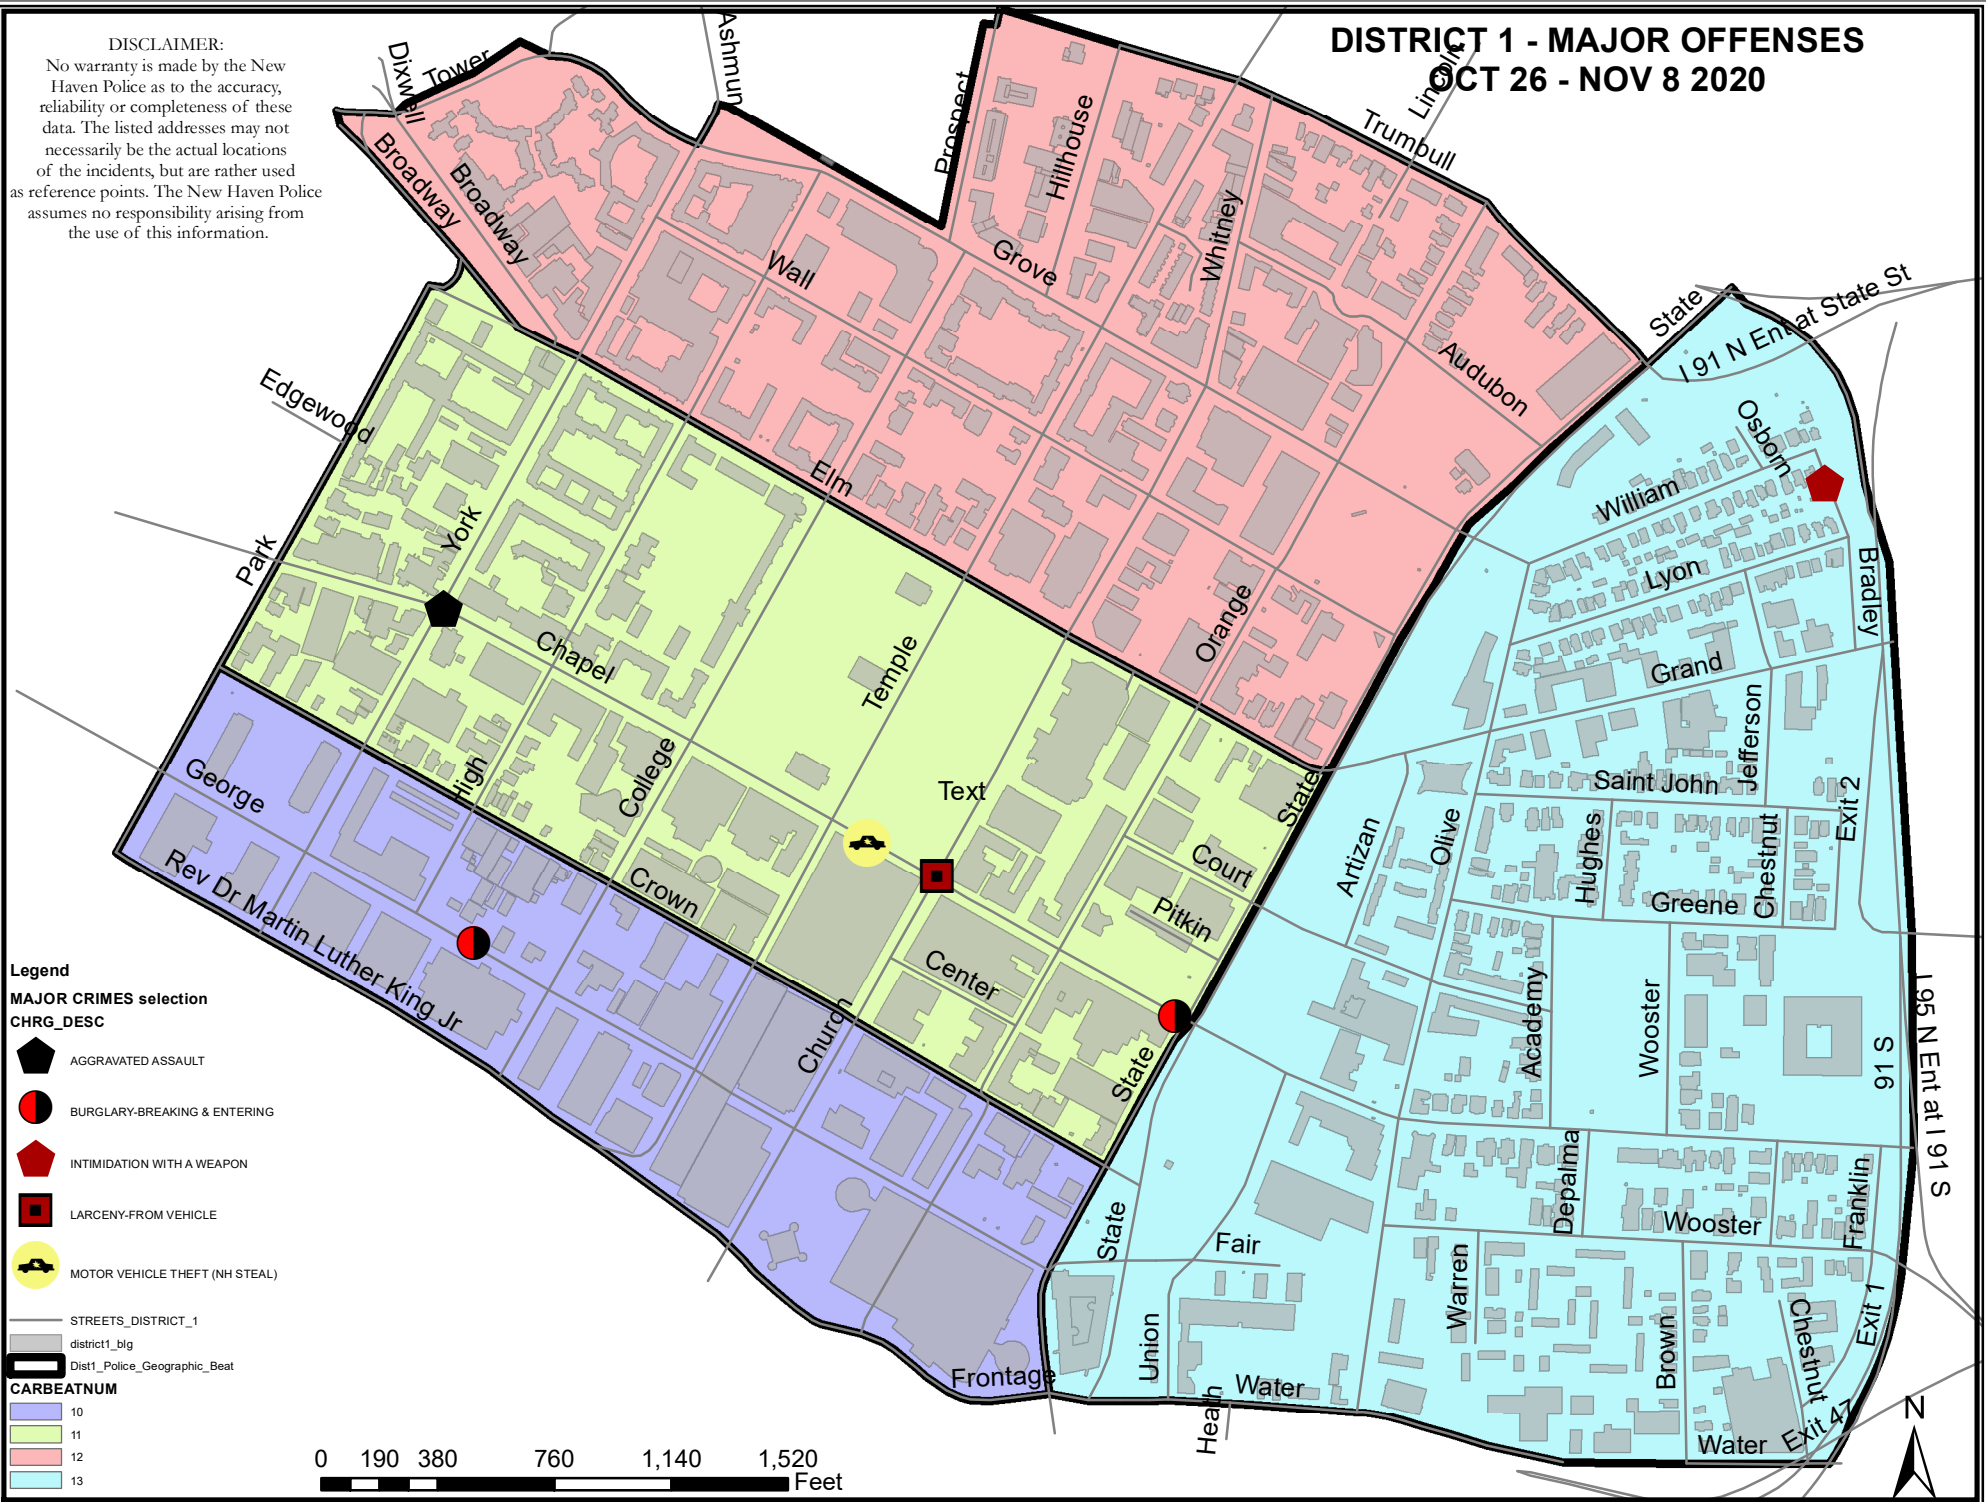 DISTRICT 1 - MAJOR OFFENSES
OCT 26 - NOV 8 2020
DISCLAIMER:
No warranty is made by the New
Haven Police as to the accuracy,
reliability or completeness of these
data. The listed addresses may not
necessarily be the actual locations
of the incidents, but are rather used
as reference points. The New Haven Police
assumes no responsibility arising from
the use of this information.
Dixwell
Tower
Ashmun
Prospect
Hillhouse
Lincoln
Trumbull
Broadway
Broadway
Wall
Grove
Whitney
Audubon
State
I 91 N Ent at State St
Edgewood
Osborn
William
Elm
York
Park
Lyon
Bradley
Orange
Chapel
Temple
Grand
Jefferson
College
High
George
Text
State
Saint John
Exit 2
Artizan
Olive
Hughes
Chestnut
Court
Crown
Greene
Pitkin
Rev Dr Martin Luther King Jr
Center
Academy
Wooster
I 95 N Ent at I 91 S
91 S
Church
State
Depalma
Franklin
Wooster
State
Fair
Warren
Brown
Chestnut
Exit 1
Union
Frontage
Water
Heath
Water
Exit 47
N
Legend
MAJOR CRIMES selection
CHRG_DESC
AGGRAVATED ASSAULT
BURGLARY-BREAKING & ENTERING
INTIMIDATION WITH A WEAPON
LARCENY-FROM VEHICLE
MOTOR VEHICLE THEFT (NH STEAL)
STREETS_DISTRICT_1
district1_blg
Dist1_Police_Geographic_Beat
CARBEATNUM
10
11
12
13
0 190 380 760 1,140 1,520
Feet